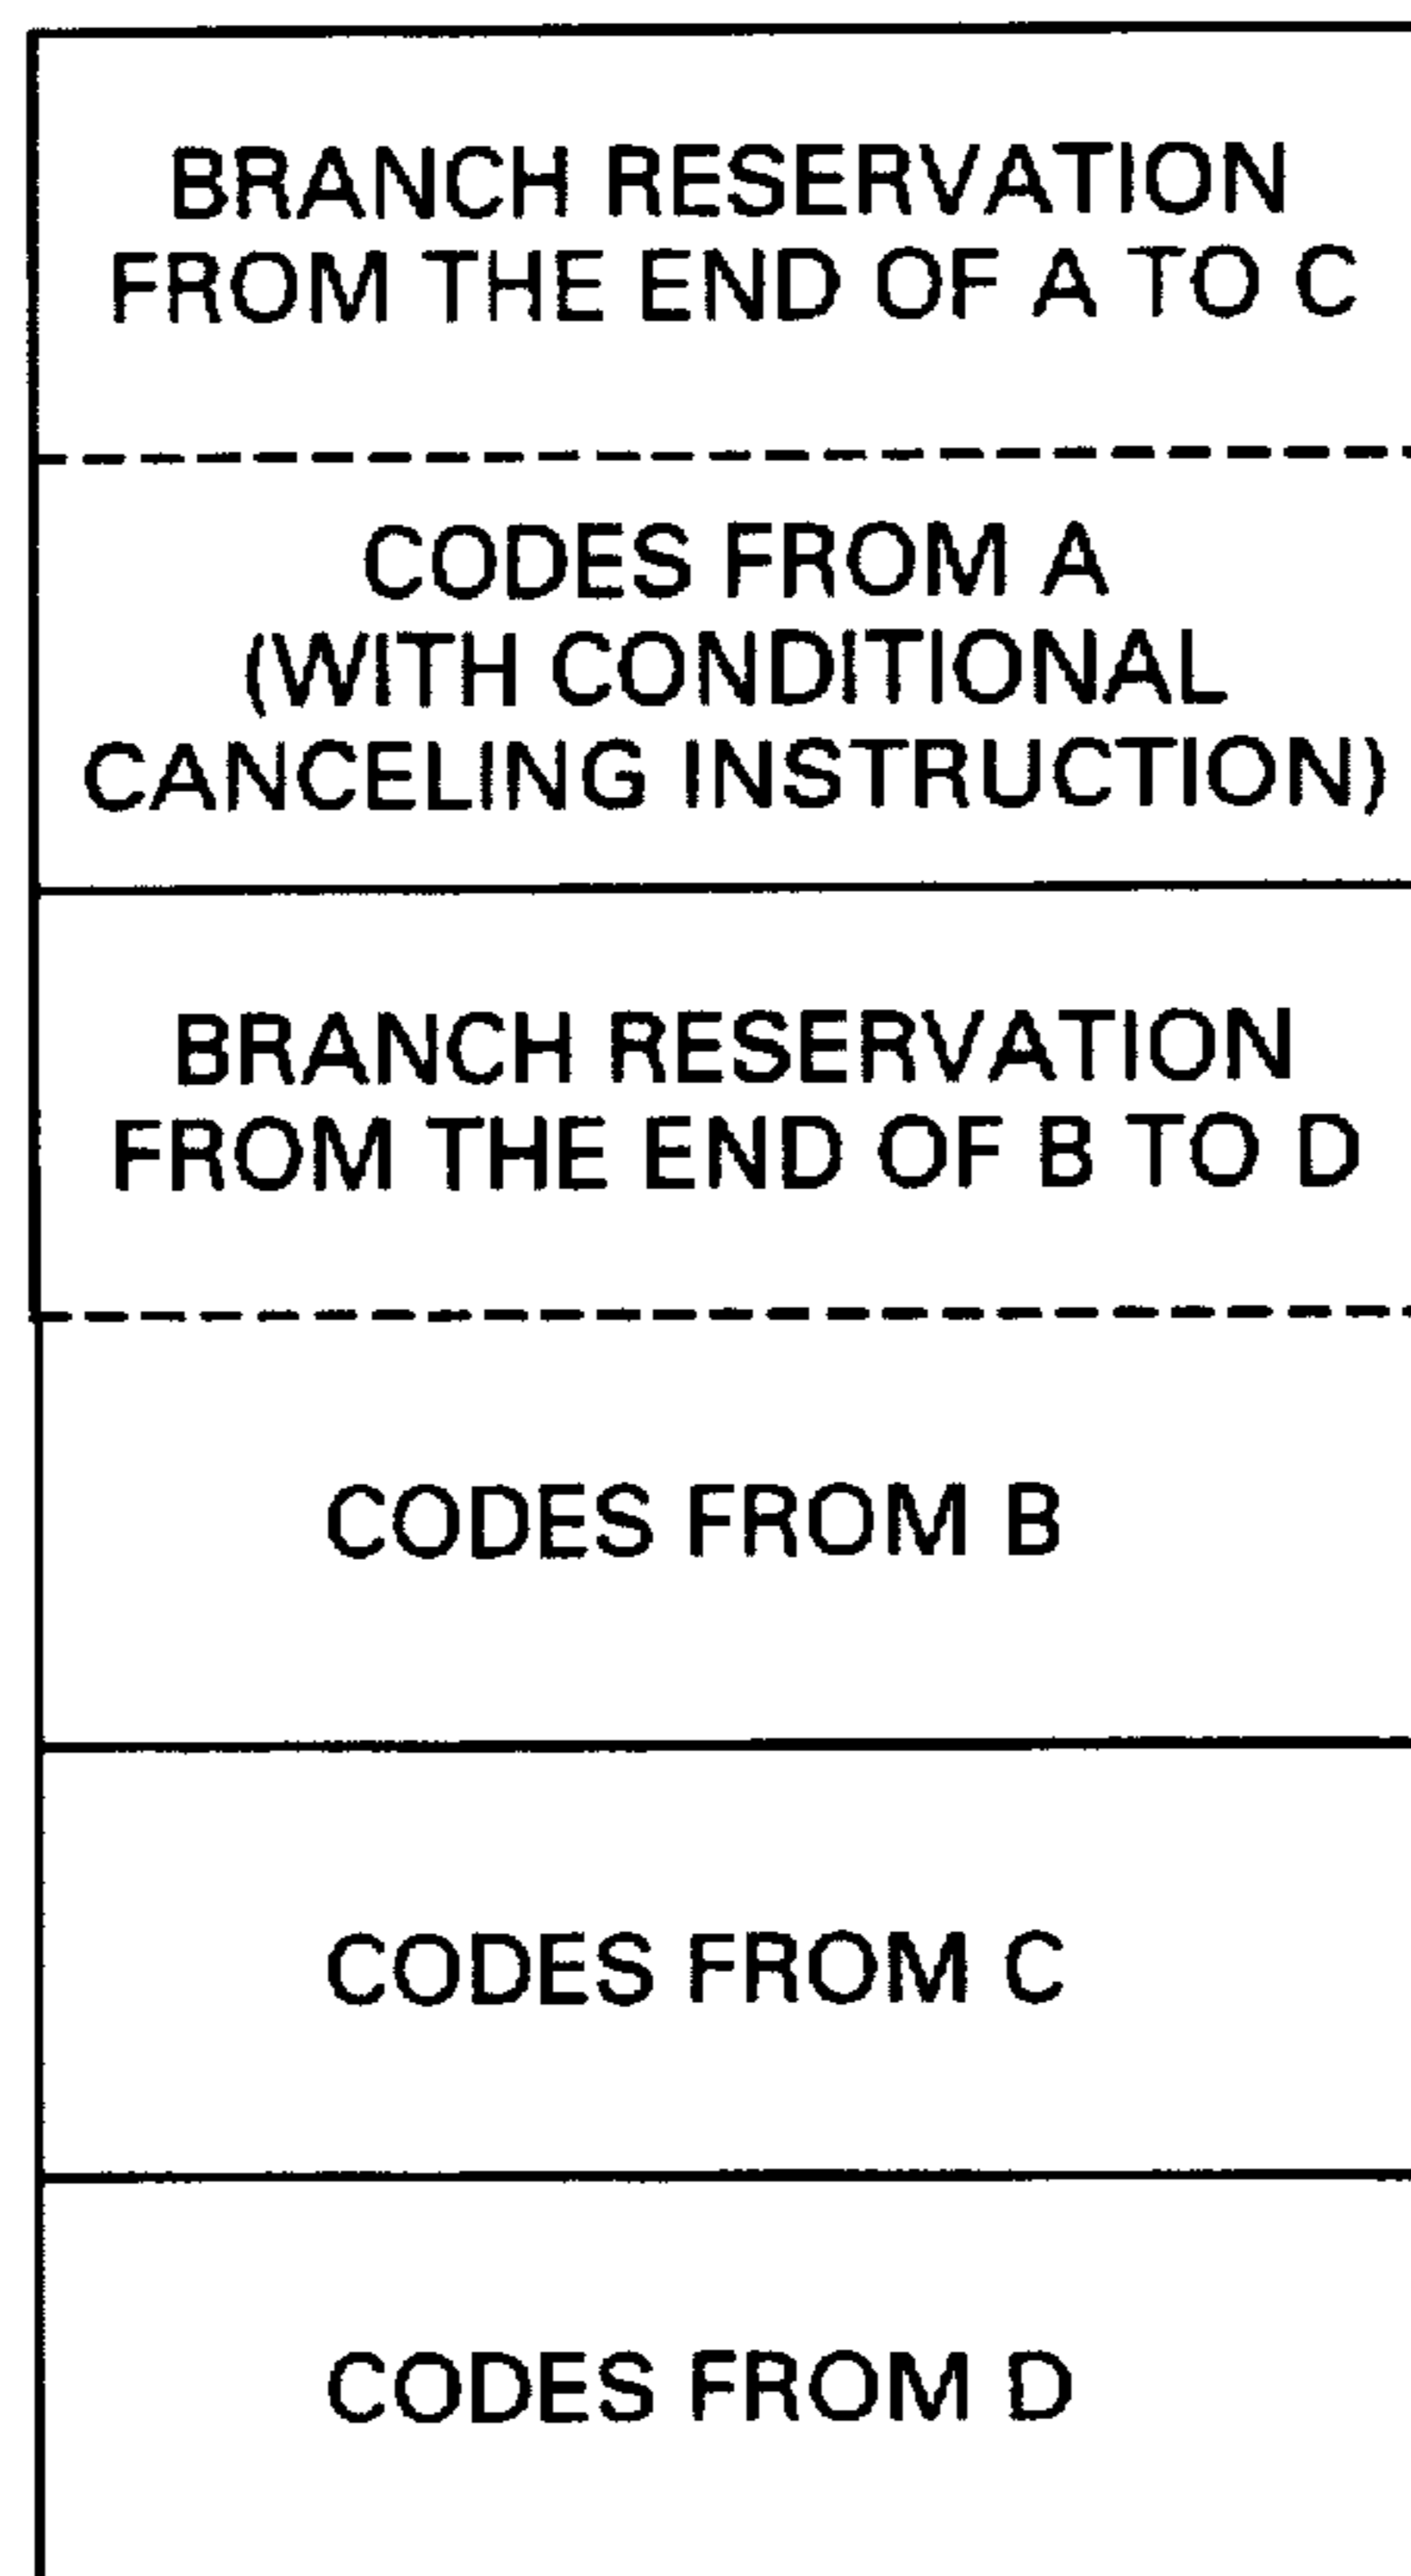 BRANCH RESERVATION
FROM THE END OF A TO C
CODES FROM A
(WITH CONDITIONAL
CANCELING INSTRUCTION)
BRANCH RESERVATION
FROM THE END OF B TO D
CODES FROM B
CODES FROM C
CODES FROM D